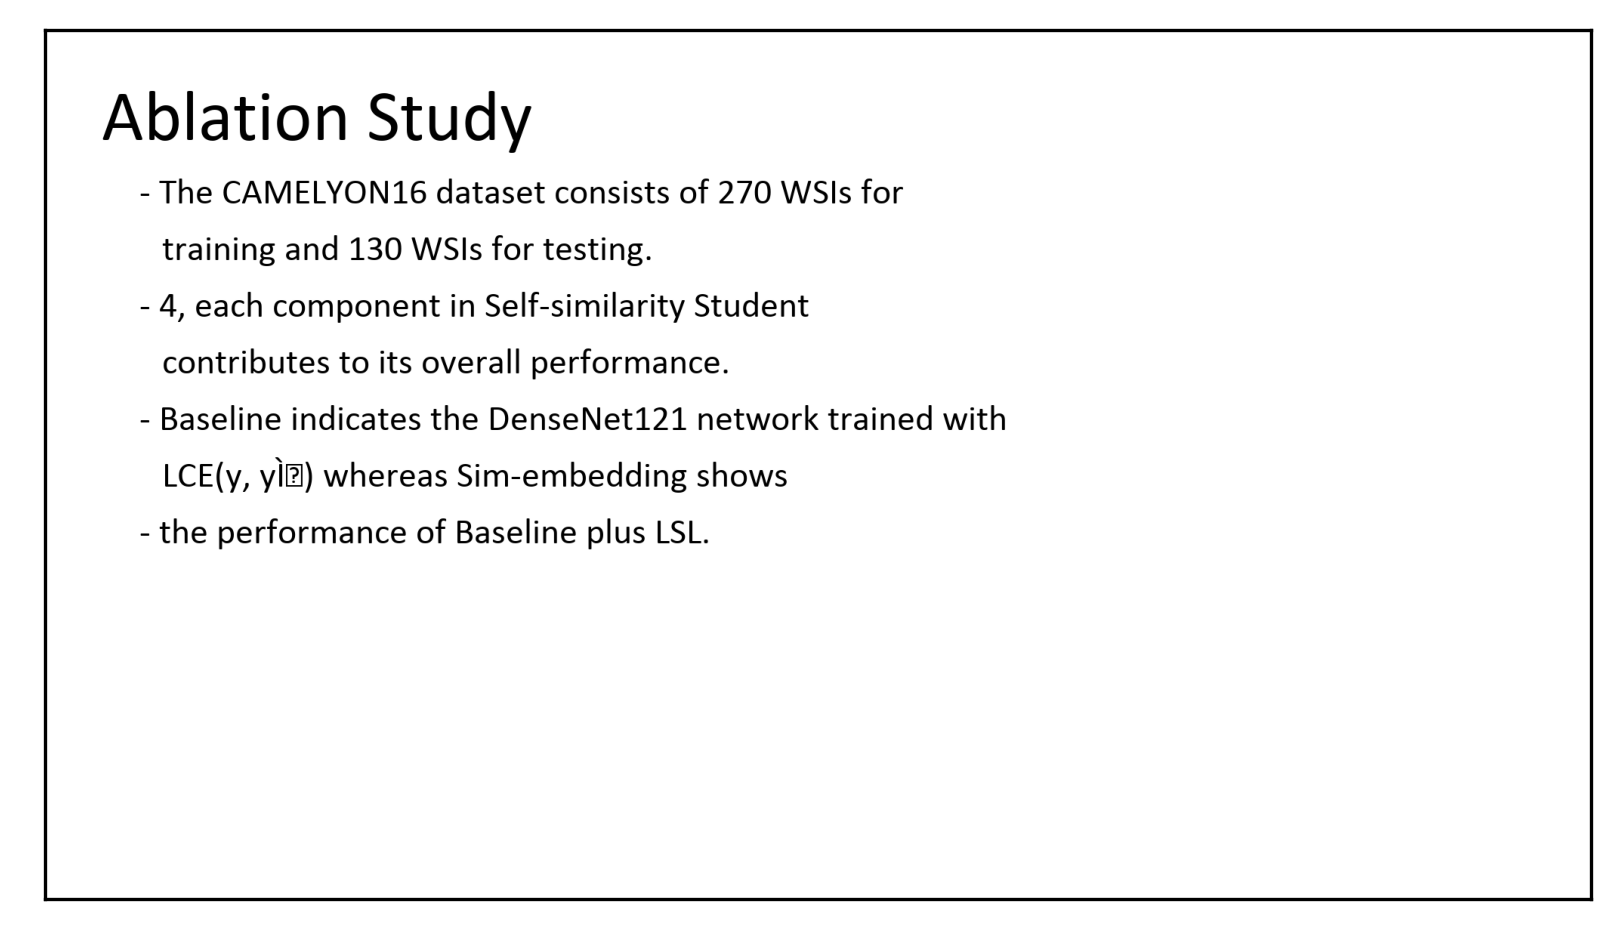 Ablation Study
- The CAMELYON16 dataset consists of 270 WSIs for
training and 130 WSIs for testing.
- 4, each component in Self-similarity Student
contributes to its overall performance.
- Baseline indicates the DenseNet121 network trained with
LCE(y, yÌ�) whereas Sim-embedding shows
- the performance of Baseline plus LSL.